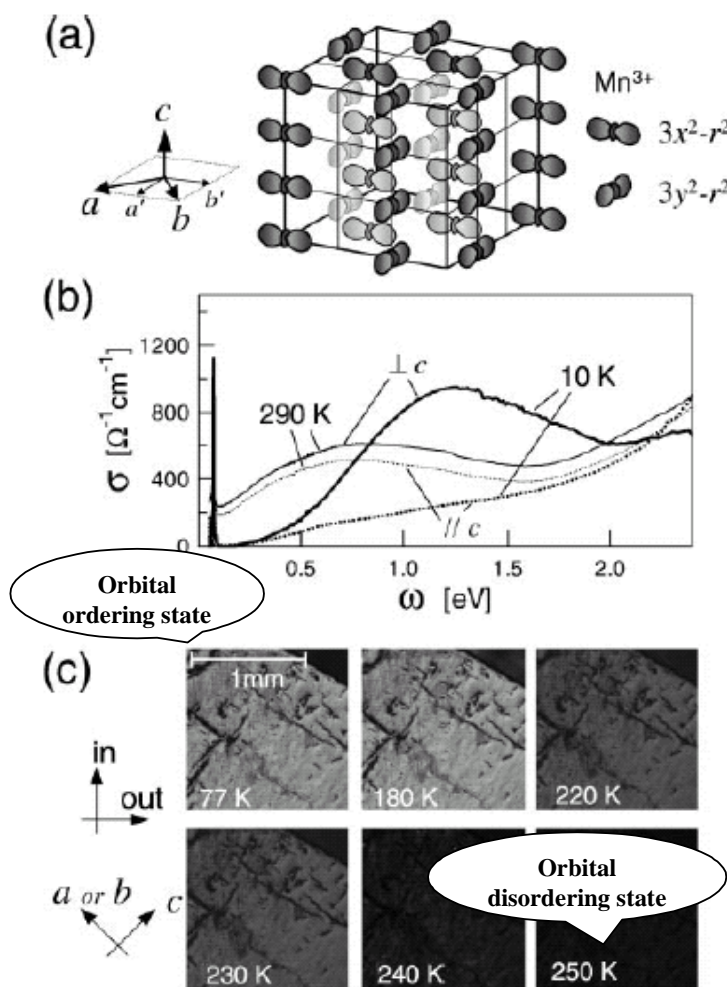 (a)
c
a
a'
b
b'
Mn³⁺
3x²-r²
3y²-r²
(b)
σ [Ω⁻¹cm⁻¹]
1200
800
400
0
⊥ c
290 K
10 K
// c
0.5
1.0
1.5
2.0
ω [eV]
Orbital
ordering state
(c)
1mm
in
out
77 K
180 K
220 K
a or b
c
230 K
240 K
250 K
Orbital
disordering state